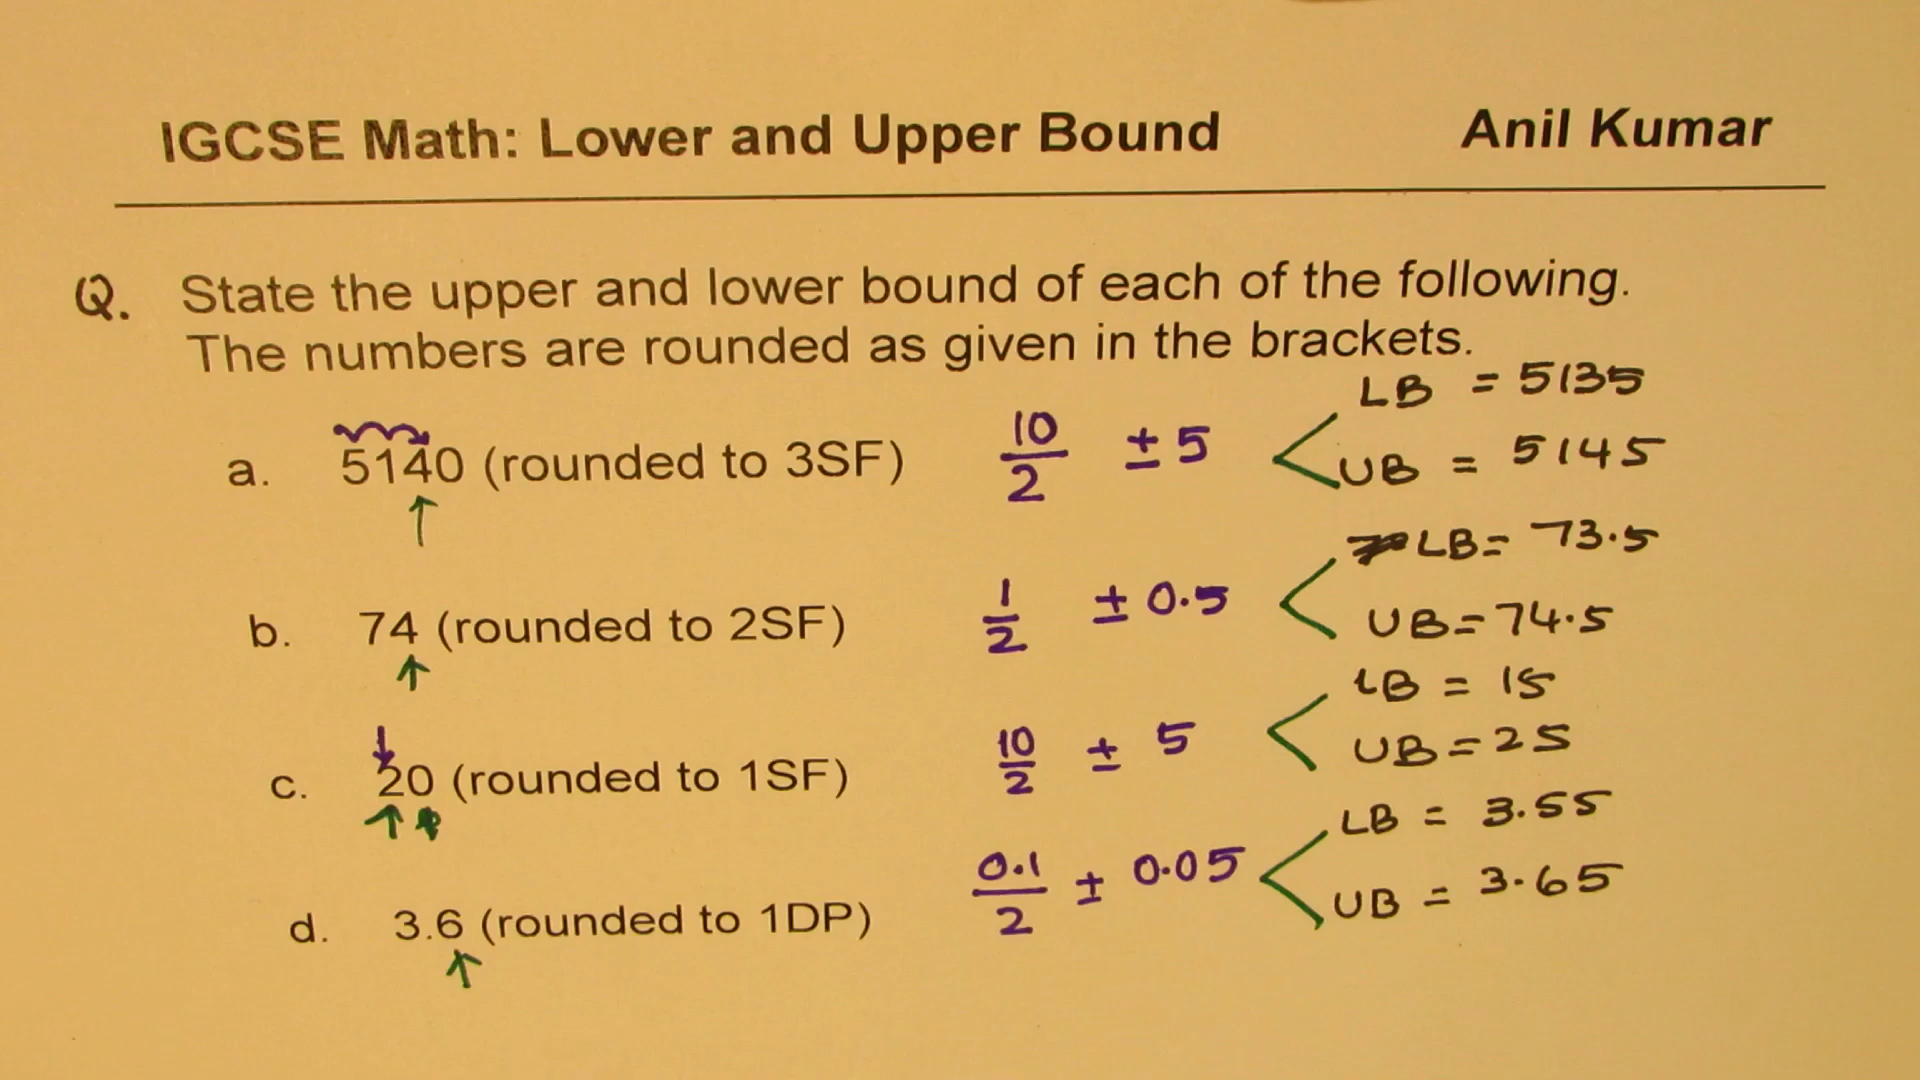 IGCSE Math: Lower and Upper Bound Anil Kumar
Q. State the upper and lower bound of each of the following.
The numbers are rounded as given in the brackets.
a. 5140 (rounded to 3SF) 10/2 ± 5 LB = 5135
UB = 5145
b. 74 (rounded to 2SF) 1/2 ± 0.5 LB = 73.5
UB = 74.5
c. 20 (rounded to 1SF) 10/2 ± 5 LB = 15
UB = 25
d. 3.6 (rounded to 1DP) 0.1/2 ± 0.05 LB = 3.55
UB = 3.65